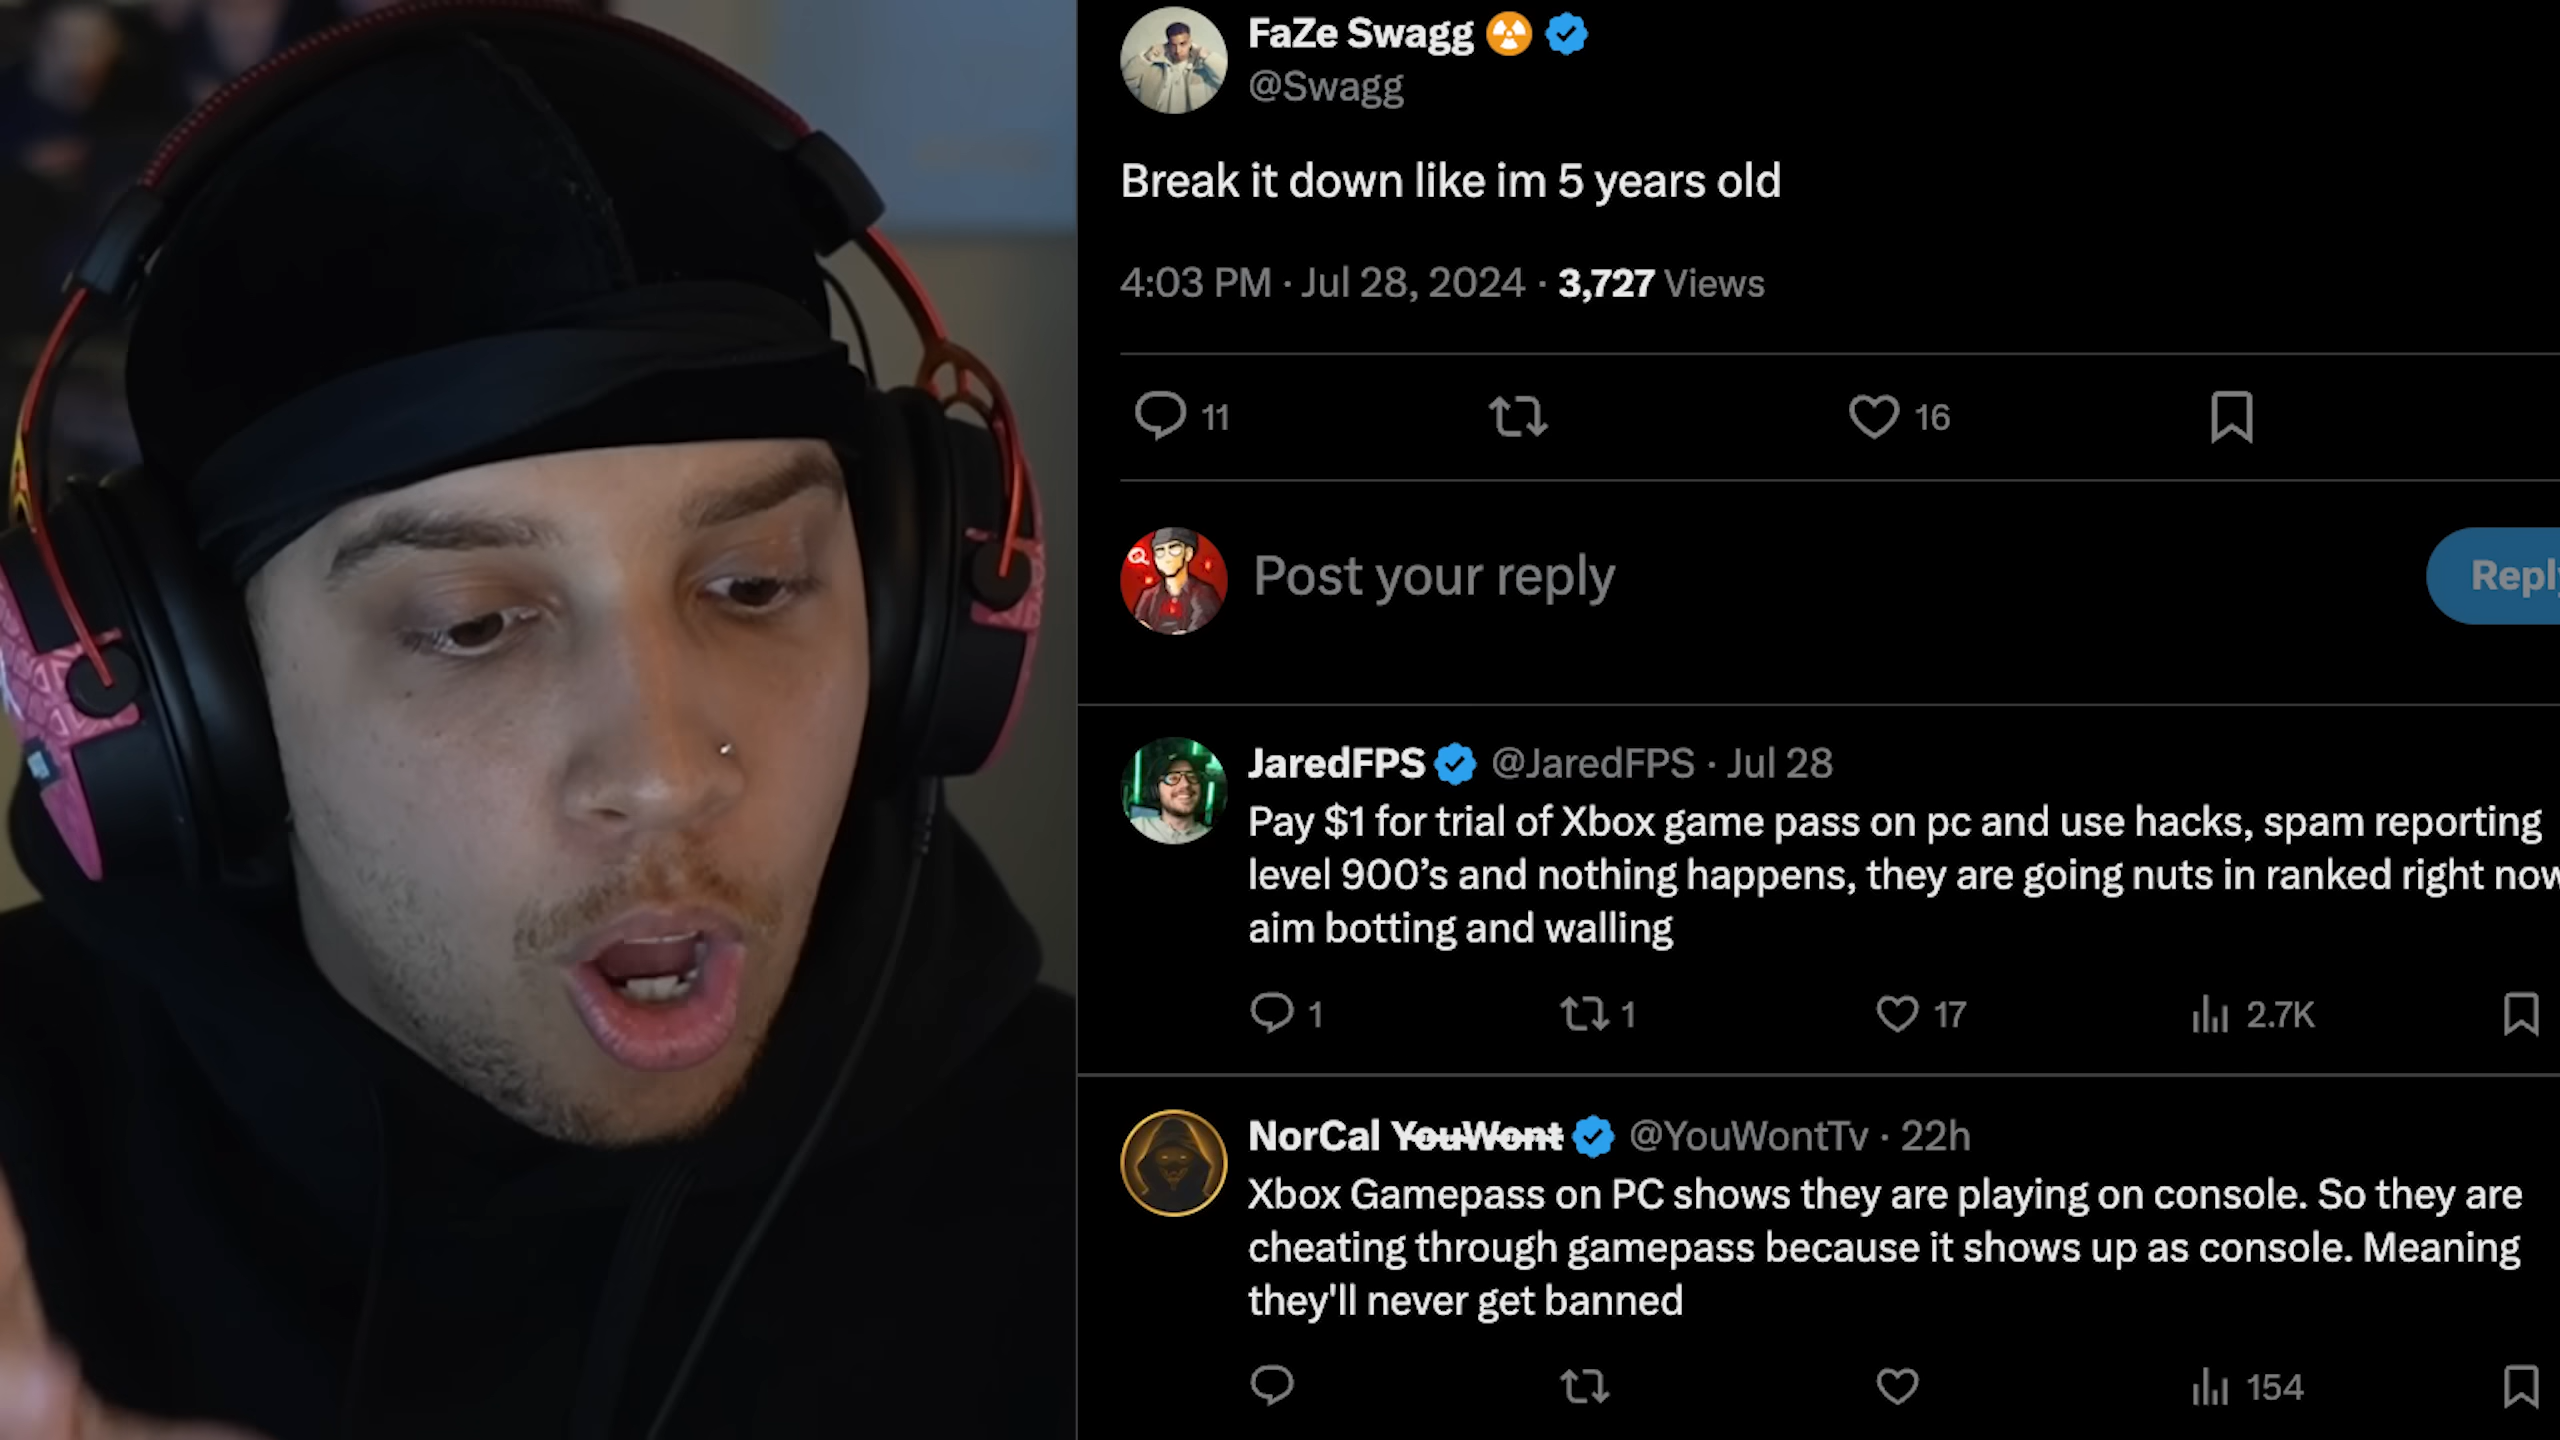 FaZe Swagg
@Swagg
Break it down like im 5 years old
4:03 PM · Jul 28, 2024 · 3,727 Views
11 16
Post your reply
JaredFPS @JaredFPS · Jul 28
Pay $1 for trial of Xbox game pass on pc and use hacks, spam reporting
level 900’s and nothing happens, they are going nuts in ranked right now
aim botting and walling
1 1 17 2.7K
NorCal YouWont @YouWontTv · 22h
Xbox Gamepass on PC shows they are playing on console. So they are
cheating through gamepass because it shows up as console. Meaning
they'll never get banned
154